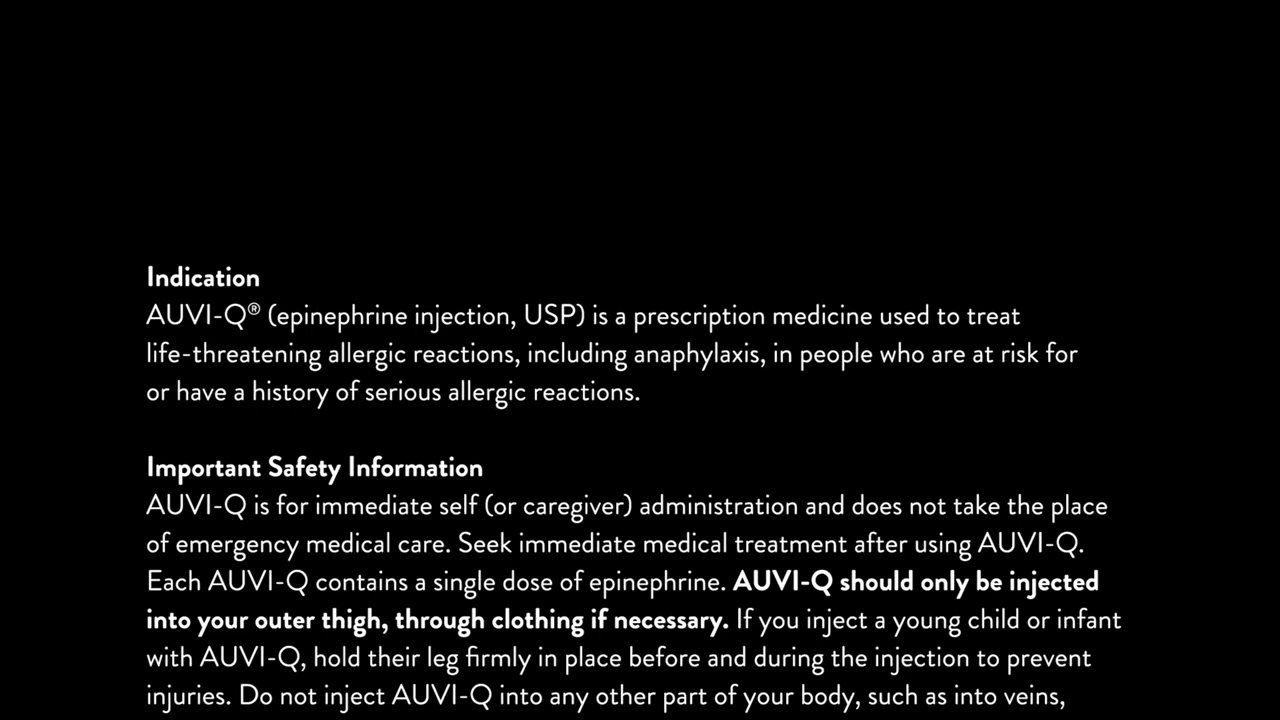 Indication
AUVI-Q® (epinephrine injection, USP) is a prescription medicine used to treat
life-threatening allergic reactions, including anaphylaxis, in people who are at risk for
or have a history of serious allergic reactions.
Important Safety Information
AUVI-Q is for immediate self (or caregiver) administration and does not take the place
of emergency medical care. Seek immediate medical treatment after using AUVI-Q.
Each AUVI-Q contains a single dose of epinephrine. AUVI-Q should only be injected
into your outer thigh, through clothing if necessary. If you inject a young child or infant
with AUVI-Q, hold their leg firmly in place before and during the injection to prevent
injuries. Do not inject AUVI-Q into any other part of your body, such as into veins,